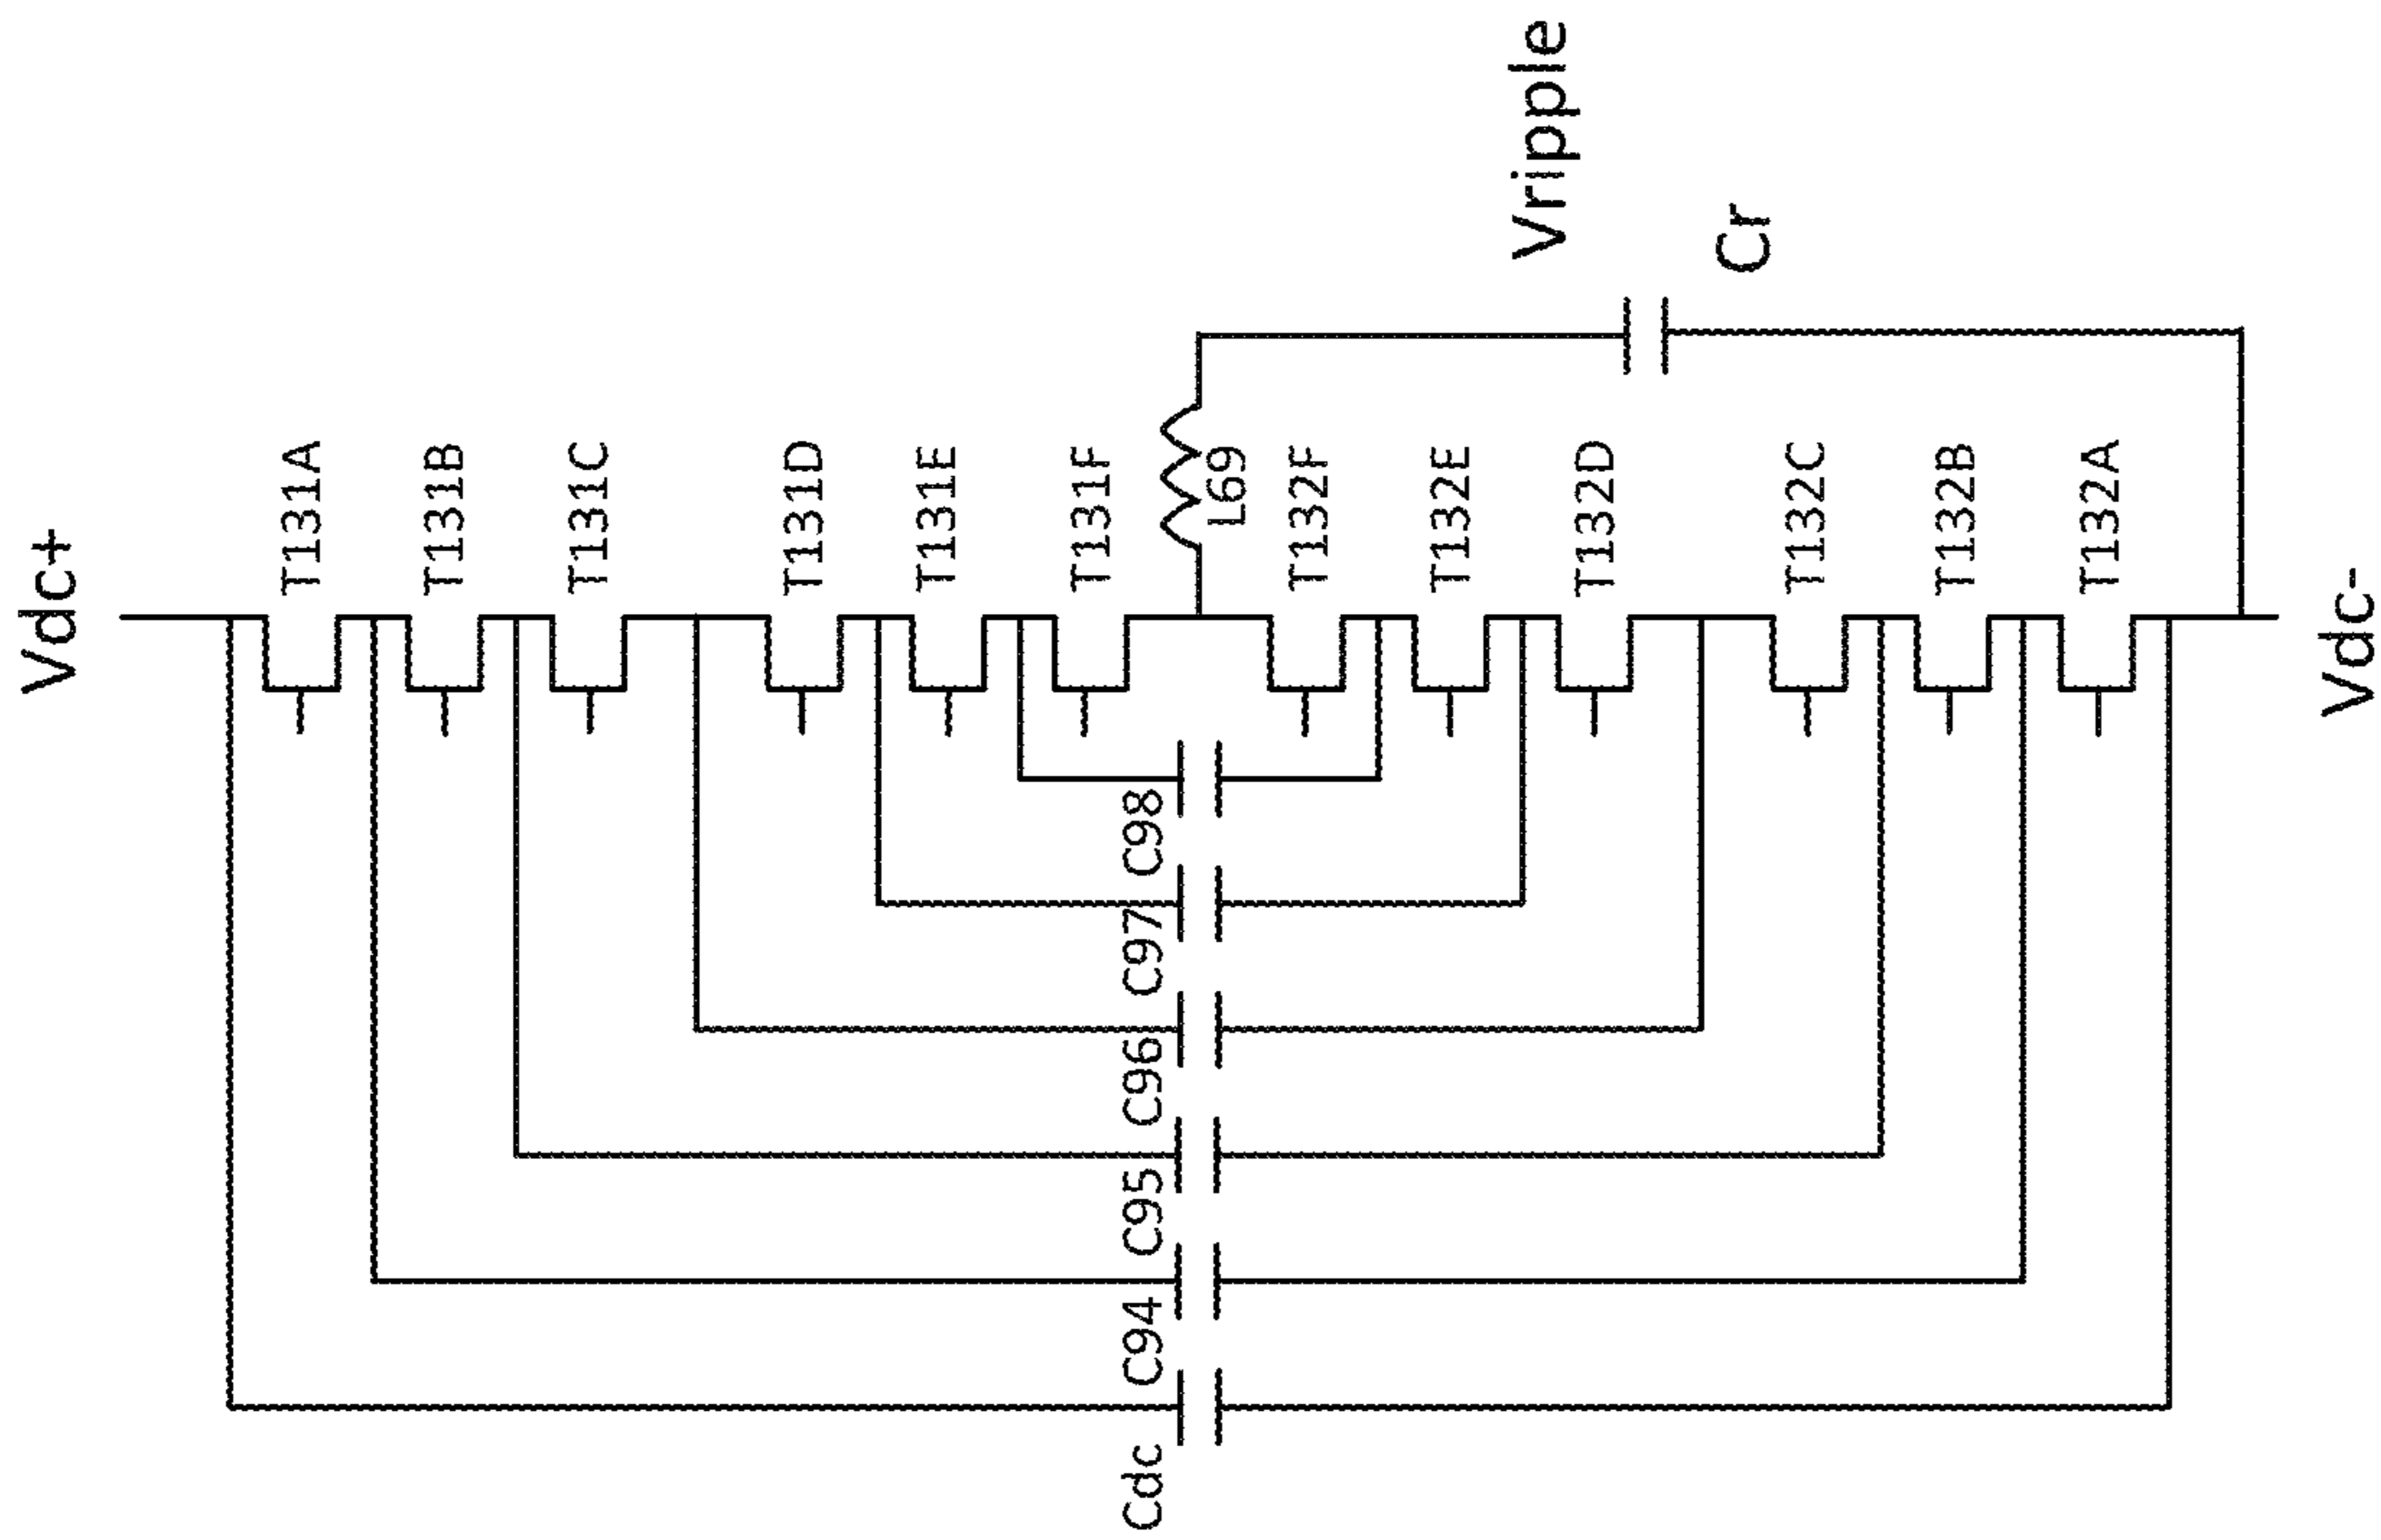 Vdc+
T131A
T131B
T131C
T131D
T131E
T131F
L69
T132F
T132E
T132D
T132C
T132B
T132A
Vdc-
Vripple
Cr
C98
C97
C96
C95
C94
Cdc